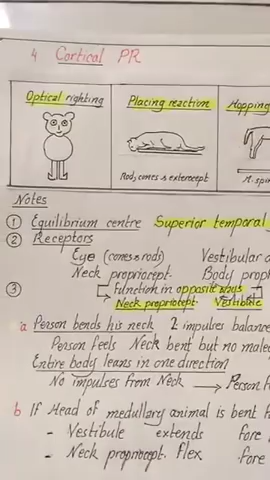 4 Cortical PR
Optical righting
Placing reaction
Hopping
Rods, cones & exterocept
M. spin
Notes
① Equilibrium centre Superior temporal
② Receptors
Eye (cones & rods) Vestibular a
Neck propriocept. Body prop
③ Function in opposite ways
Neck propriocept. Vestibule
a Person bends his neck 2 impulses balance
Person feels Neck bent but no male
Entire body leans in one direction
No impulses from Neck → Person f
b If Head of medullary animal is bent
- Vestibule extends fore
- Neck propriocept. flex fore